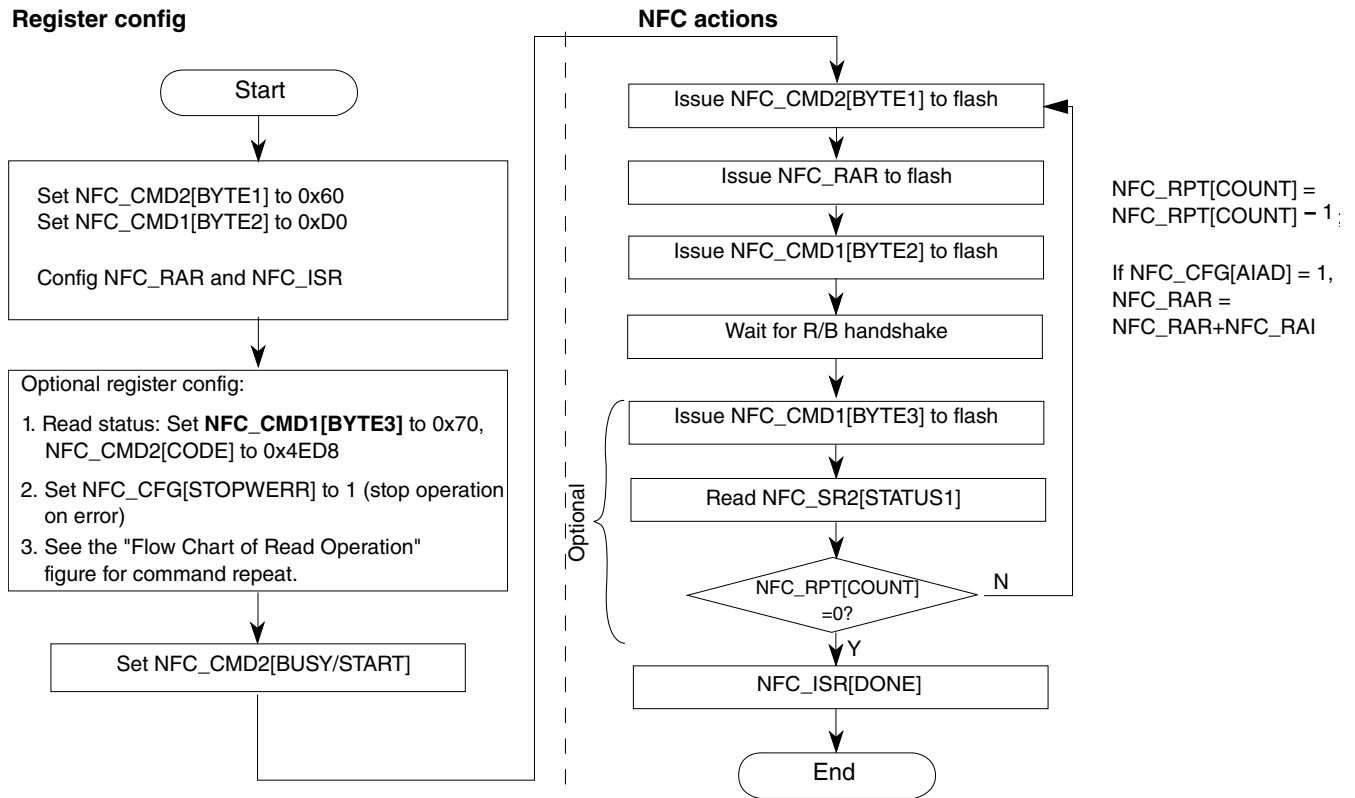 Register config
Start
Set NFC_CMD2[BYTE1] to 0x60
Set NFC_CMD1[BYTE2] to 0xD0
Config NFC_RAR and NFC_ISR
Optional register config:
1. Read status: Set NFC_CMD1[BYTE3] to 0x70,
NFC_CMD2[CODE] to 0x4ED8
2. Set NFC_CFG[STOPWERR] to 1 (stop operation
on error)
3. See the "Flow Chart of Read Operation"
figure for command repeat.
Set NFC_CMD2[BUSY/START]
NFC actions
Issue NFC_CMD2[BYTE1] to flash
Issue NFC_RAR to flash
Issue NFC_CMD1[BYTE2] to flash
Wait for R/B handshake
Optional
Issue NFC_CMD1[BYTE3] to flash
Read NFC_SR2[STATUS1]
NFC_RPT[COUNT]
=0?
N
Y
NFC_ISR[DONE]
End
NFC_RPT[COUNT] =
NFC_RPT[COUNT] − 1 ;
If NFC_CFG[AIAD] = 1,
NFC_RAR =
NFC_RAR+NFC_RAI